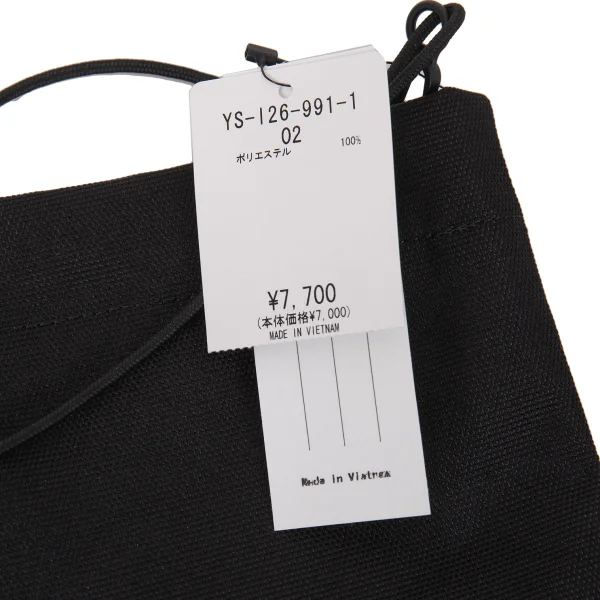 YS-I26-991-1
02
ポリエステル 100%
¥7,700
(本体価格¥7,000)
MADE IN VIETNAM
Made in Vietnam